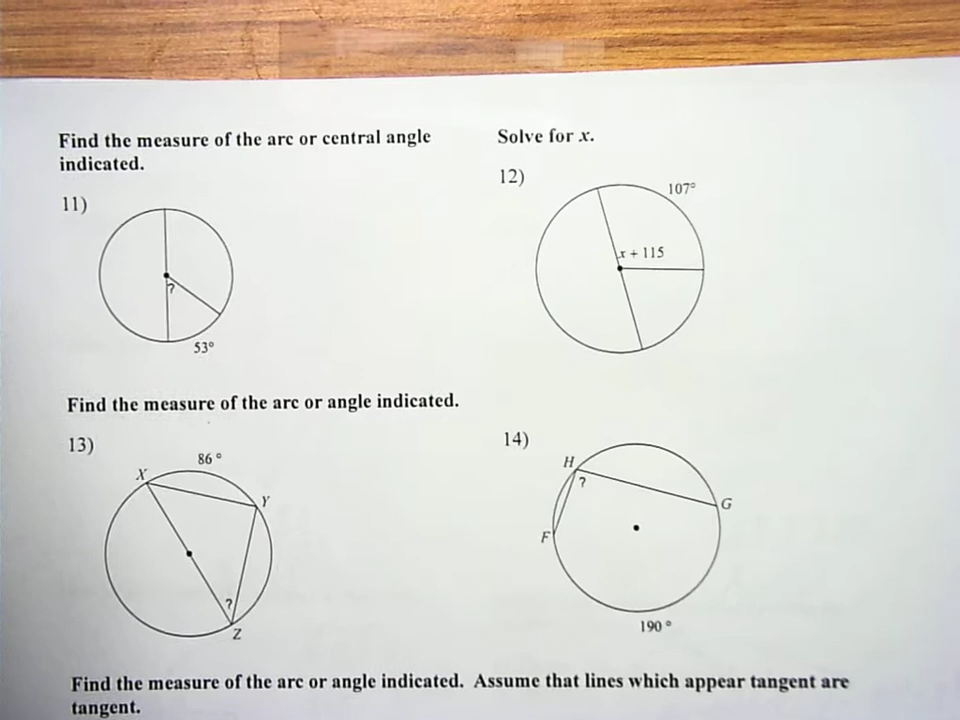 Find the measure of the arc or central angle
indicated.
Solve for x.
11)
?
53°
12)
107°
x + 115
Find the measure of the arc or angle indicated.
13)
86 °
X
Y
?
Z
14)
H
?
G
F
190 °
Find the measure of the arc or angle indicated. Assume that lines which appear tangent are
tangent.